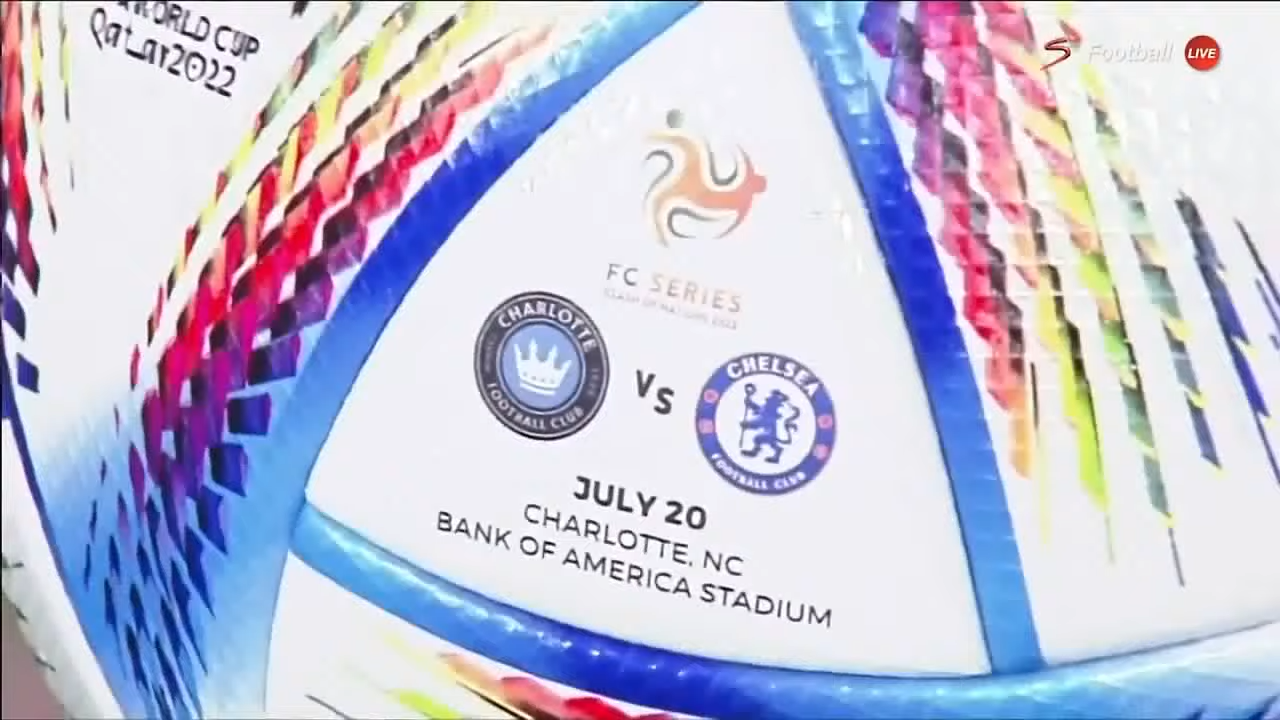 WORLD CUP
Qatar2022
S Football LIVE
FC SERIES
CHARLOTTE
FOOTBALL CLUB
VS
CHELSEA
FOOTBALL CLUB
JULY 20
CHARLOTTE, NC
BANK OF AMERICA STADIUM